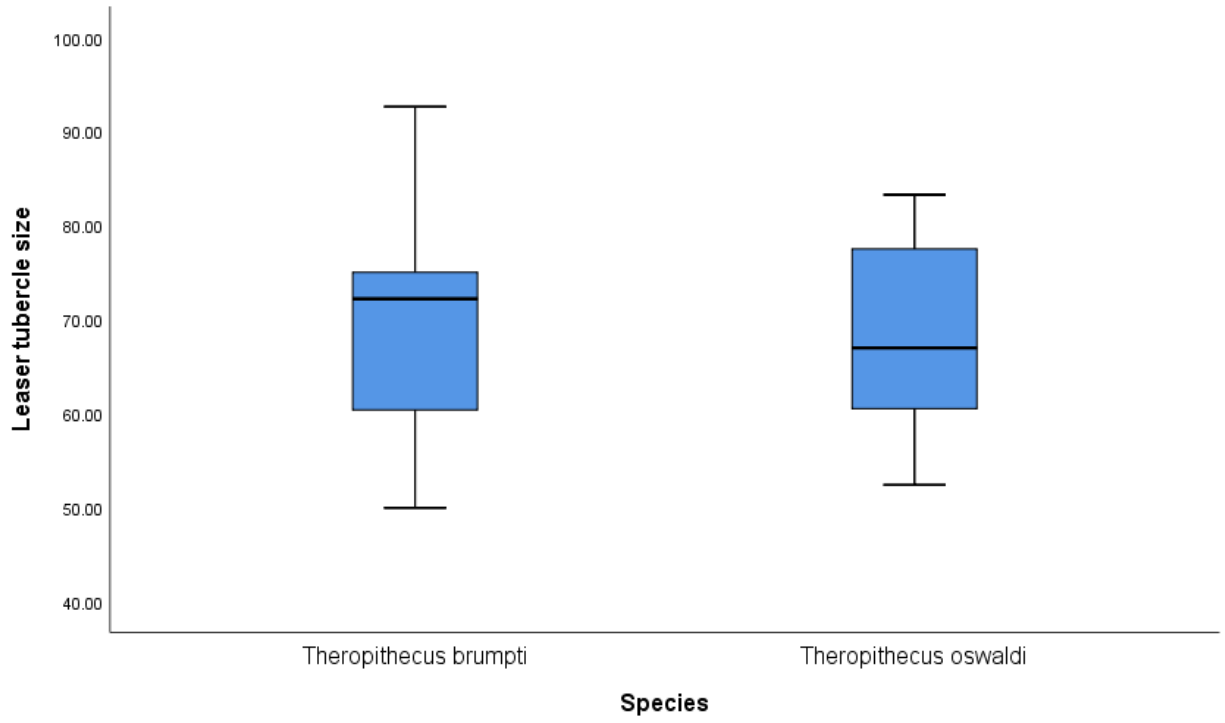 100.00
90.00
80.00
70.00
60.00
50.00
40.00
Leaser tubercle size
Theropithecus brumpti
Theropithecus oswaldi
Species